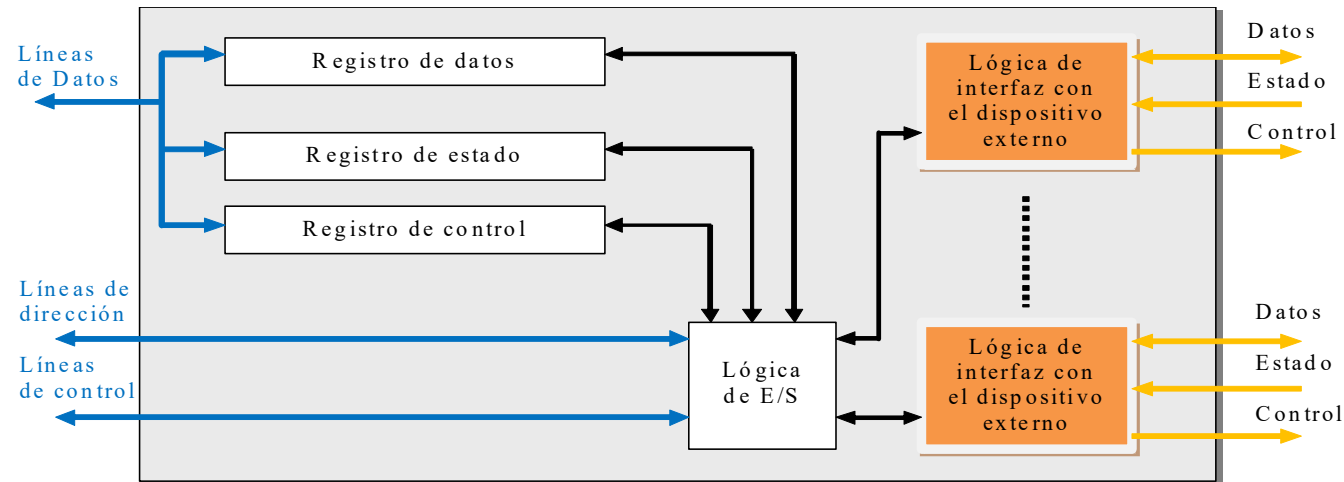 Líneas
de Datos
Registro de datos
Registro de estado
Registro de control
Líneas de
dirección
Líneas
de control
Lógica
de E/S
Lógica de
interfaz con
el dispositivo
externo
Datos
Estado
Control
Lógica de
interfaz con
el dispositivo
externo
Datos
Estado
Control